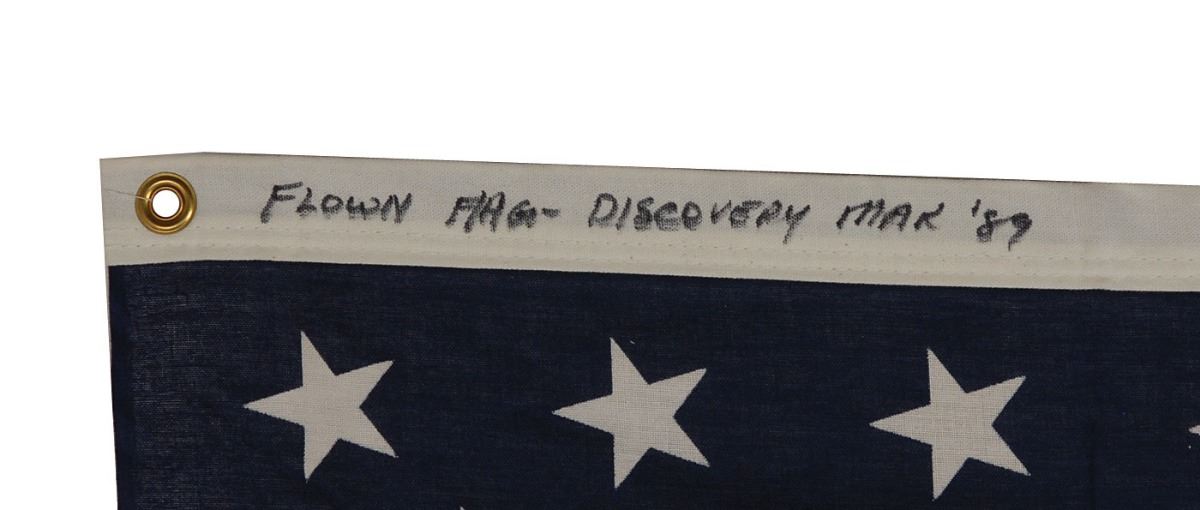 FLOWN FLAG- DISCOVERY MAR '89